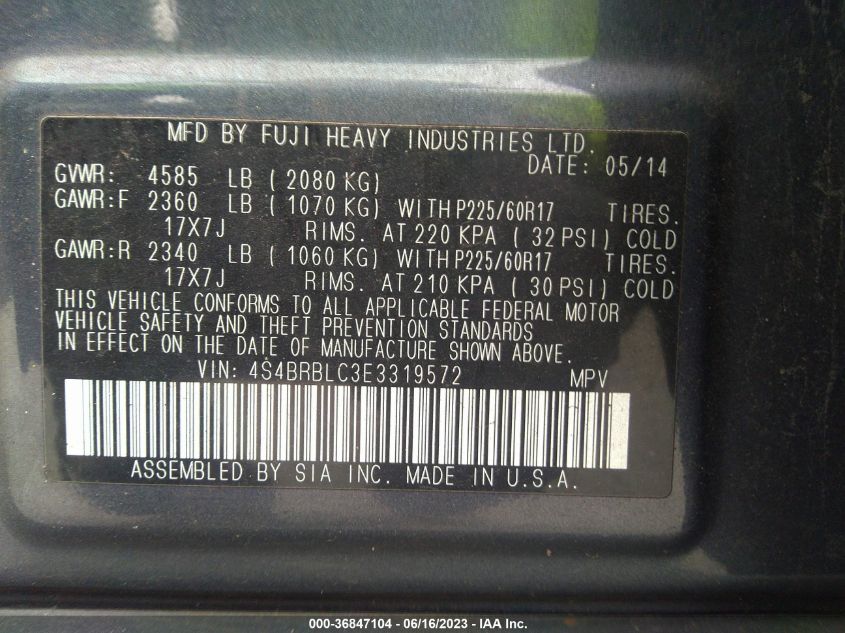 MFD BY FUJI HEAVY INDUSTRIES LTD.
DATE: 05/14
GVWR: 4585 LB ( 2080 KG)
GAWR:F 2360 LB ( 1070 KG) WITH P225/60R17 TIRES.
17X7J RIMS. AT 220 KPA ( 32 PSI) COLD
GAWR:R 2340 LB ( 1060 KG) WITH P225/60R17 TIRES.
17X7J RIMS. AT 210 KPA ( 30 PSI) COLD
THIS VEHICLE CONFORMS TO ALL APPLICABLE FEDERAL MOTOR
VEHICLE SAFETY AND THEFT PREVENTION STANDARDS
IN EFFECT ON THE DATE OF MANUFACTURE SHOWN ABOVE.
VIN: 4S4BRBLC3E3319572 MPV
ASSEMBLED BY SIA INC. MADE IN U.S.A.
000-36847104 - 06/16/2023 - IAA Inc.